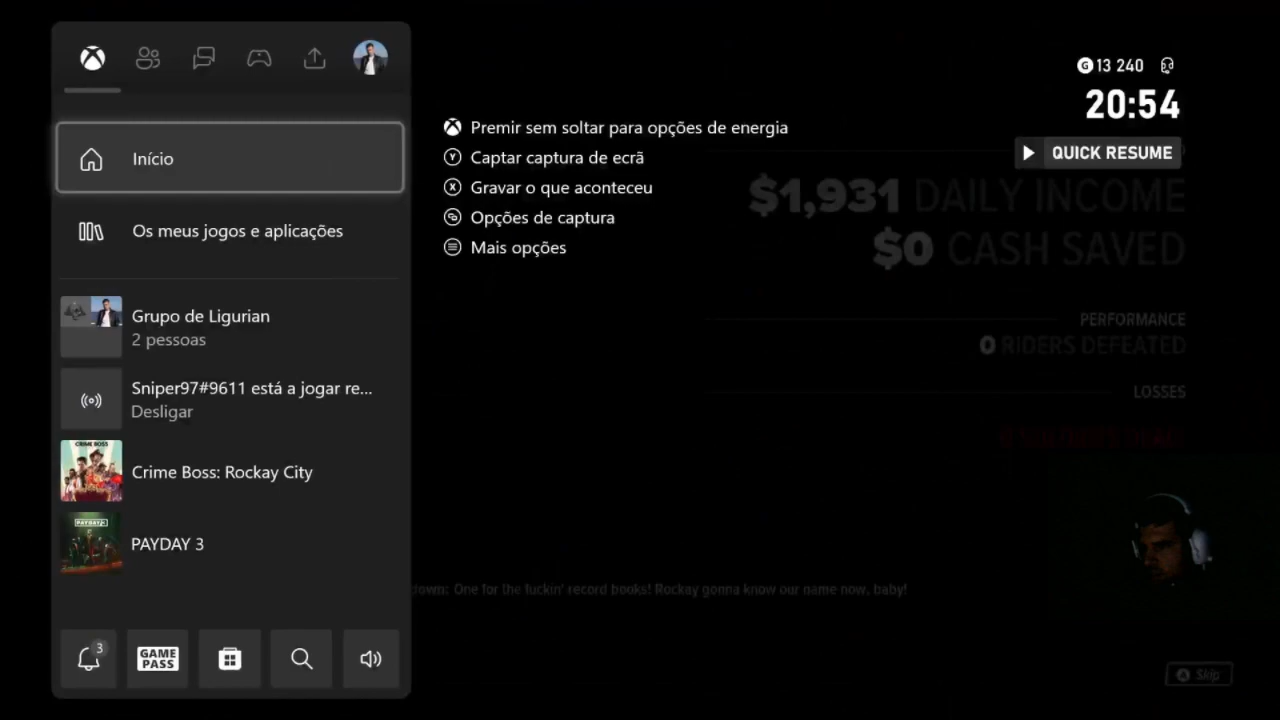 Início
Os meus jogos e aplicações
Grupo de Ligurian
2 pessoas
Sniper97#9611 está a jogar re...
Desligar
CRIME BOSS
Crime Boss: Rockay City
PAYDAY 3
PAYDAY 3
3
GAME
PASS
Premir sem soltar para opções de energia
Y Captar captura de ecrã
X Gravar o que aconteceu
Opções de captura
Mais opções
G 13 240
20:54
QUICK RESUME
$1,931 DAILY INCOME
$0 CASH SAVED
PERFORMANCE
0 RIDERS DEFEATED
LOSSES
down: One for the fuckin' record books! Rockay gonna know our name now, baby!
A Skip